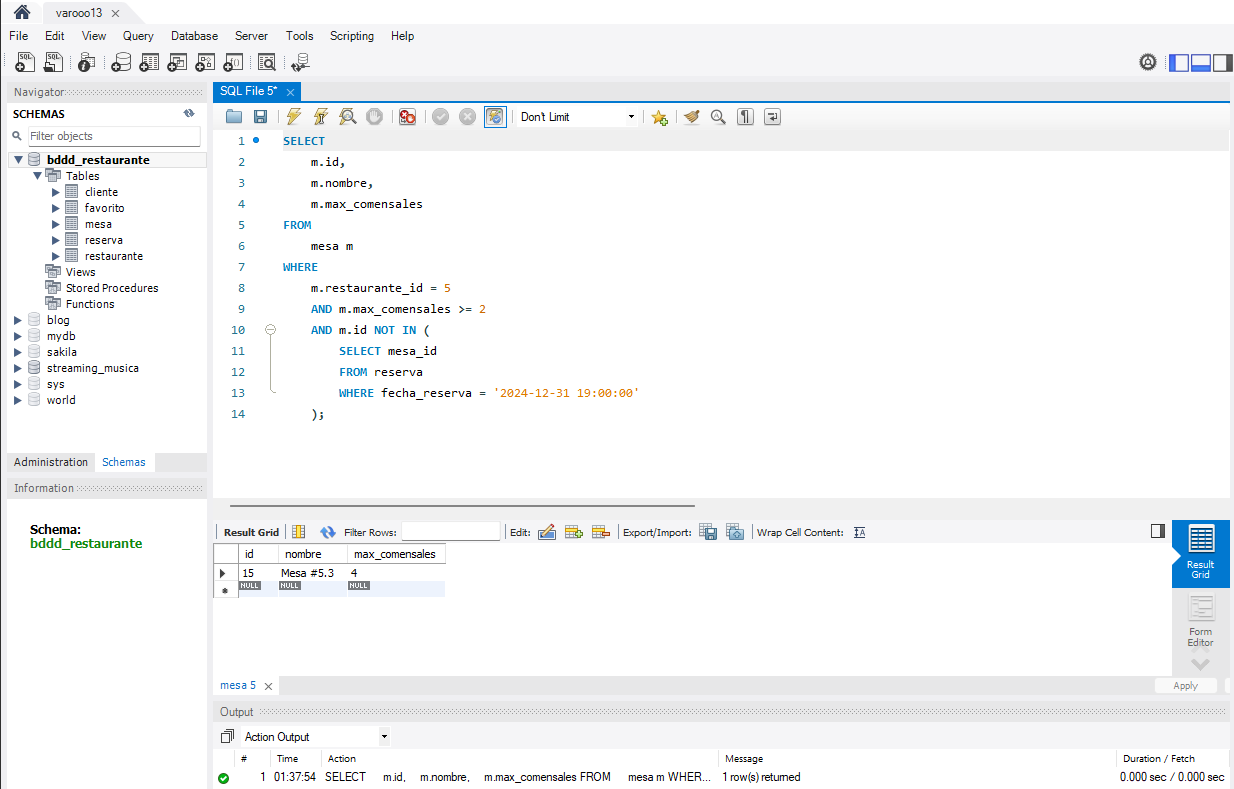 varooo13
File Edit View Query Database Server Tools Scripting Help
Navigator
SCHEMAS
Filter objects
bddd_restaurante
Tables
cliente
favorito
mesa
reserva
restaurante
Views
Stored Procedures
Functions
blog
mydb
sakila
streaming_musica
sys
world
Administration Schemas
Information
Schema:
bddd_restaurante
SQL File 5*
Don't Limit
1 SELECT
2 m.id,
3 m.nombre,
4 m.max_comensales
5 FROM
6 mesa m
7 WHERE
8 m.restaurante_id = 5
9 AND m.max_comensales >= 2
10 AND m.id NOT IN (
11 SELECT mesa_id
12 FROM reserva
13 WHERE fecha_reserva = '2024-12-31 19:00:00'
14 );
Result Grid Filter Rows: Edit: Export/Import: Wrap Cell Content:
id nombre max_comensales
15 Mesa #5.3 4
NULL NULL NULL
Result
Grid
Form
Editor
mesa 5
Apply
Output
Action Output
# Time Action Message Duration / Fetch
1 01:37:54 SELECT m.id, m.nombre, m.max_comensales FROM mesa m WHER... 1 row(s) returned 0.000 sec / 0.000 sec